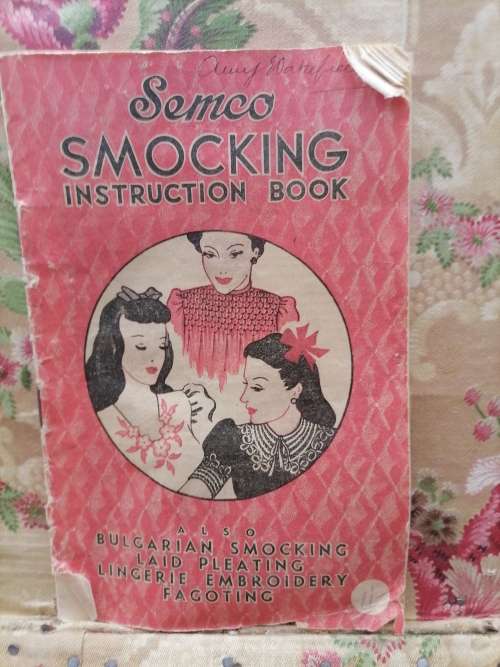 Semco
SMOCKING
INSTRUCTION BOOK
ALSO
BULGARIAN SMOCKING
LAID PLEATING
LINGERIE EMBROIDERY
FAGOTING